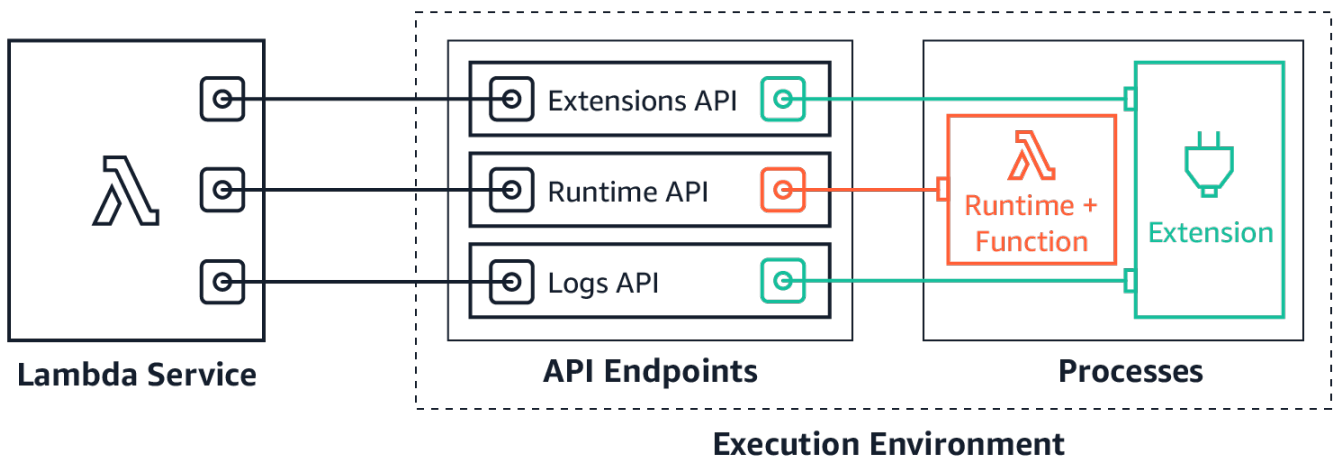 Extensions API
Runtime API
Logs API
Runtime +
Function
Extension
Lambda Service
API Endpoints
Processes
Execution Environment